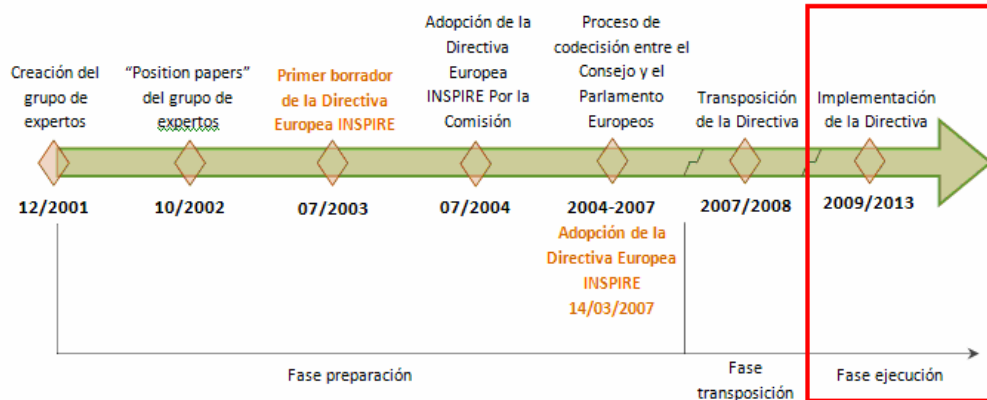 Creación del
grupo de
expertos
"Position papers"
del grupo de
expertos
Primer borrador
de la Directiva
Europea INSPIRE
Adopción de la
Directiva
Europea
INSPIRE Por la
Comisión
Proceso de
codecisión entre el
Consejo y el
Parlamento
Europeos
Transposición
de la Directiva
Implementación
de la Directiva
12/2001
10/2002
07/2003
07/2004
2004-2007
2007/2008
2009/2013
Adopción de la
Directiva Europea
INSPIRE
14/03/2007
Fase preparación
Fase
transposición
Fase ejecución